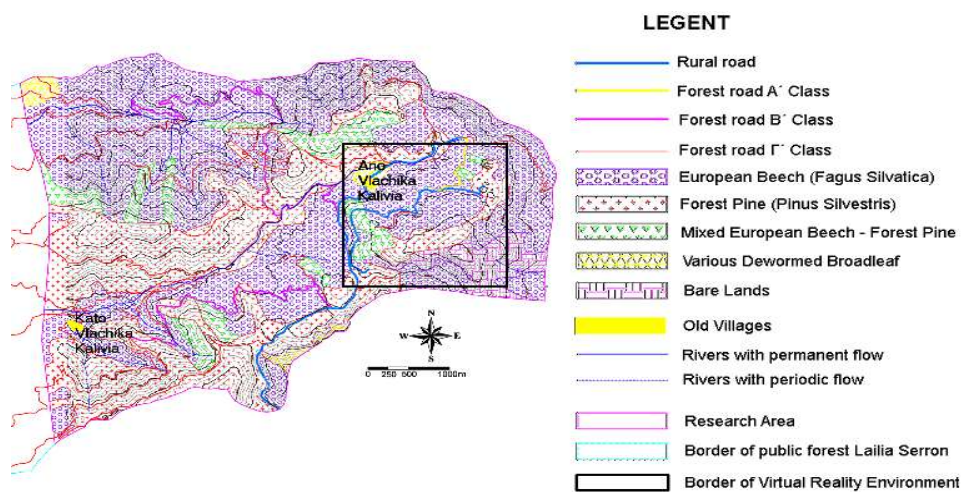 LEGENT
Rural road
Forest road A΄ Class
Forest road B΄ Class
Forest road Γ΄ Class
European Beech (Fagus Silvatica)
Forest Pine (Pinus Silvestris)
Mixed European Beech - Forest Pine
Various Dewormed Broadleaf
Bare Lands
Old Villages
Rivers with permanent flow
Rivers with periodic flow
Research Area
Border of public forest Lailia Serron
Border of Virtual Reality Environment
Ano
Vlachika
Kalivia
Kato
Vlachika
Kalivia
N
W E
S
0 250 500 1000m